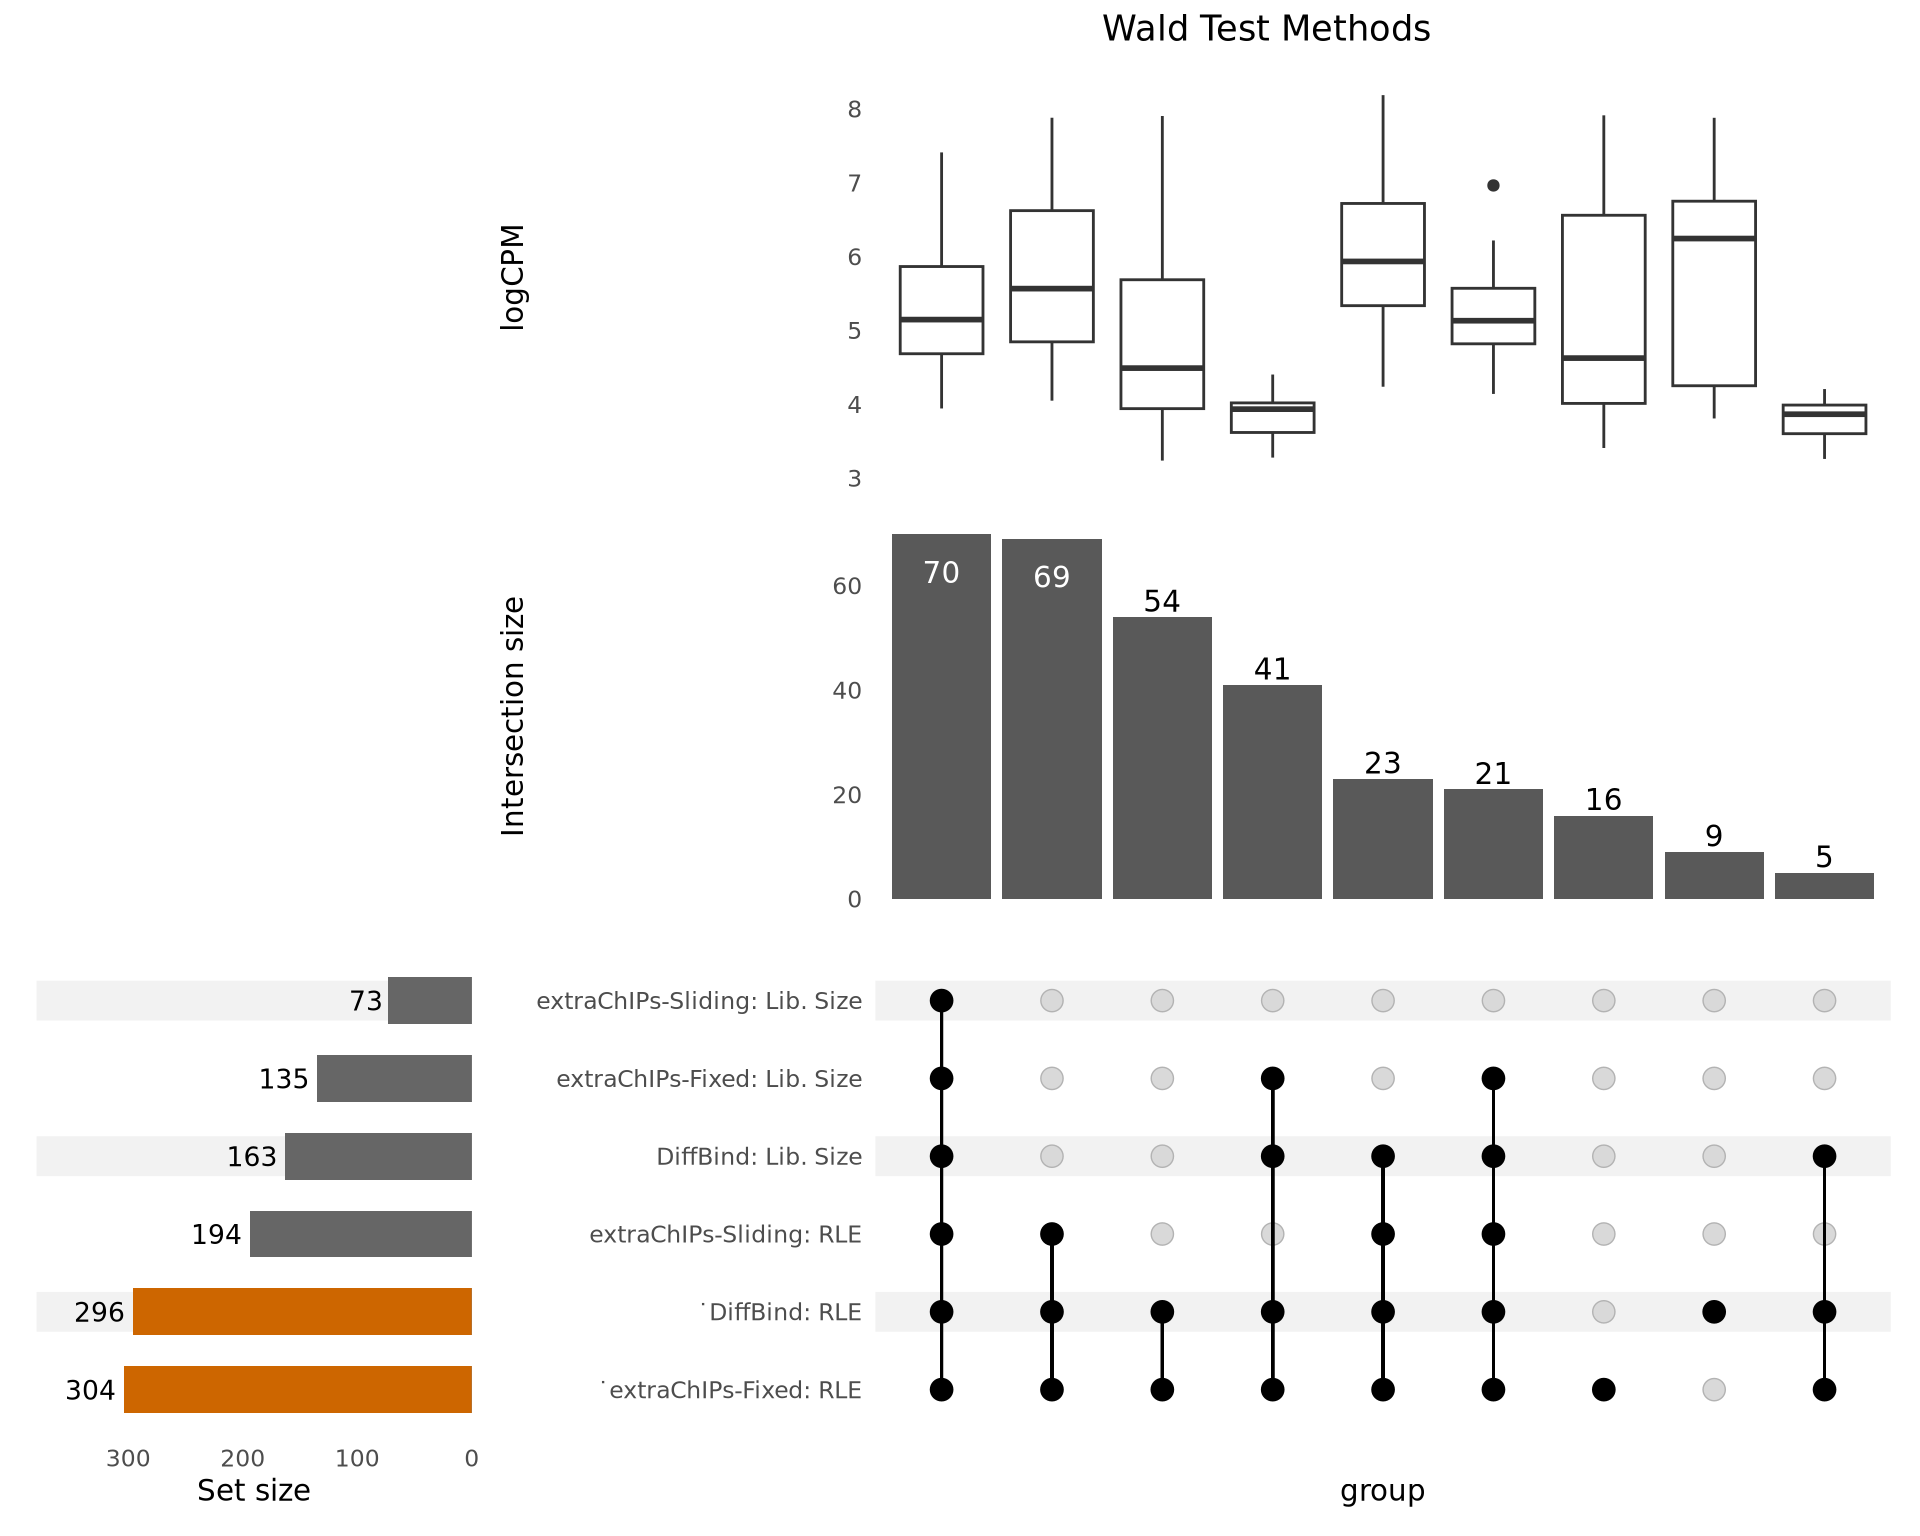 Wald Test Methods
logCPM
8
7
6
5
4
3
Intersection size
60
40
20
0
70
69
54
41
23
21
16
9
5
73
135
163
194
296
304
extraChIPs-Sliding: Lib. Size
extraChIPs-Fixed: Lib. Size
DiffBind: Lib. Size
extraChIPs-Sliding: RLE
˙DiffBind: RLE
˙extraChIPs-Fixed: RLE
300 200 100 0
Set size
group